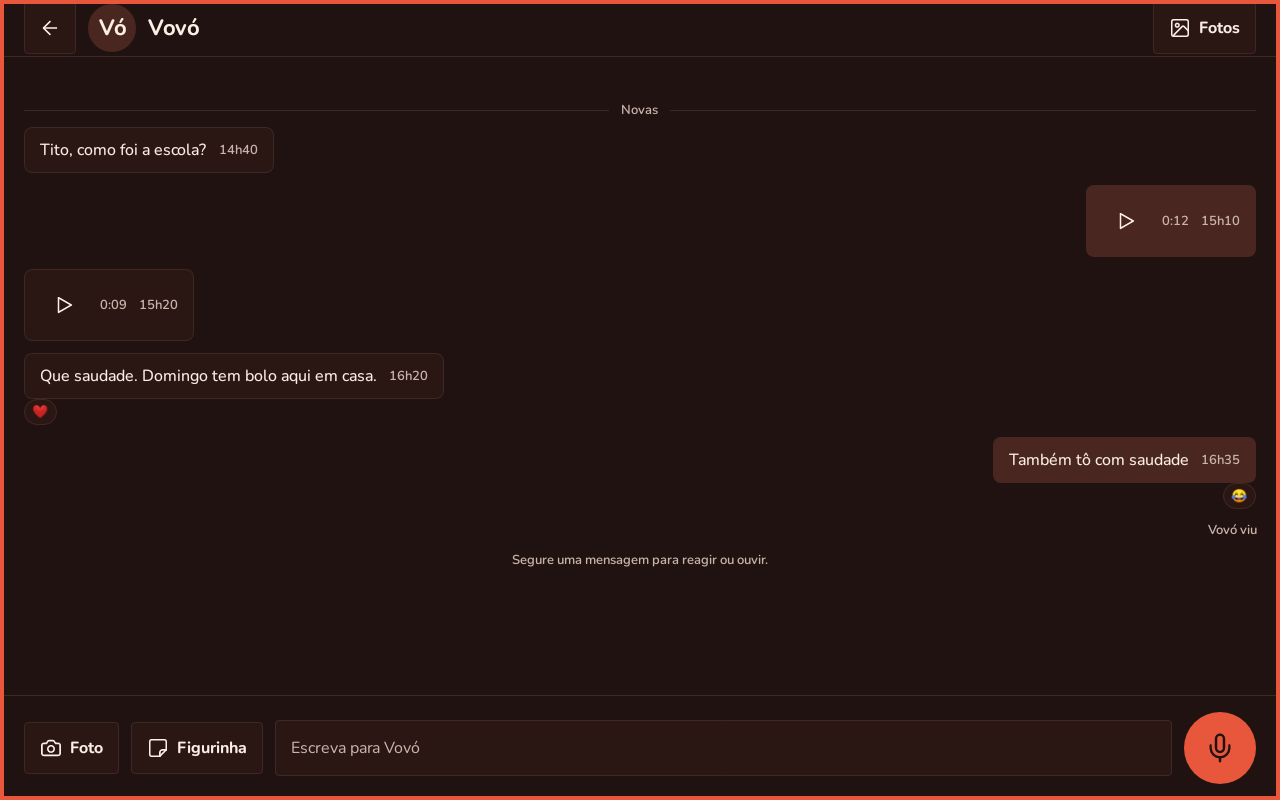 Vó Vovó Fotos
Novas
Tito, como foi a escola? 14h40
0:12 15h10
0:09 15h20
Que saudade. Domingo tem bolo aqui em casa. 16h20
❤️
Também tô com saudade 16h35
😂
Vovó viu
Segure uma mensagem para reagir ou ouvir.
Foto Figurinha Escreva para Vovó